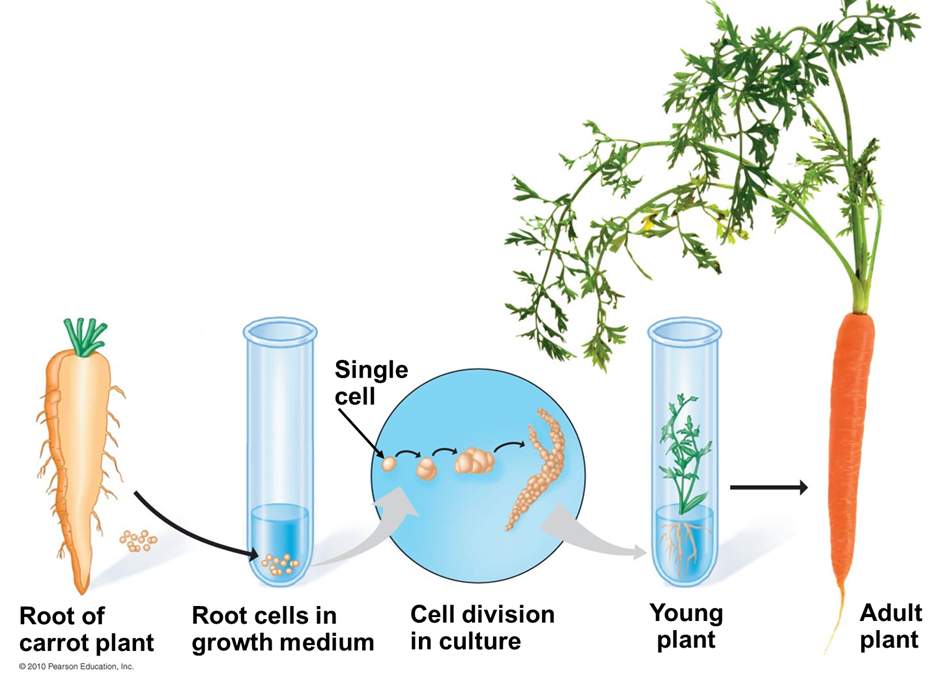 Single
cell
Root of
carrot plant
Root cells in
growth medium
Cell division
in culture
Young
plant
Adult
plant
© 2010 Pearson Education, Inc.